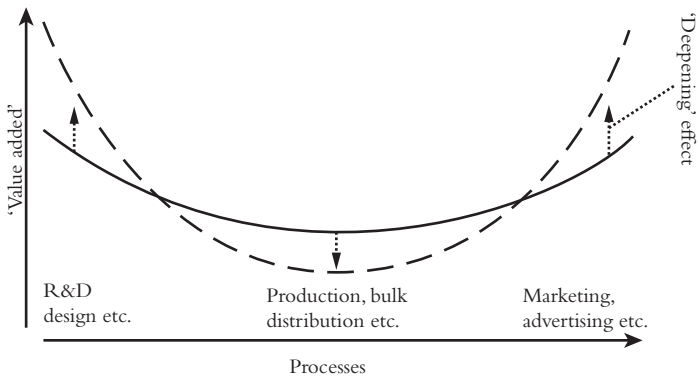 'Value added'
'Deepening' effect
R&D
design etc.
Production, bulk
distribution etc.
Marketing,
advertising etc.
Processes